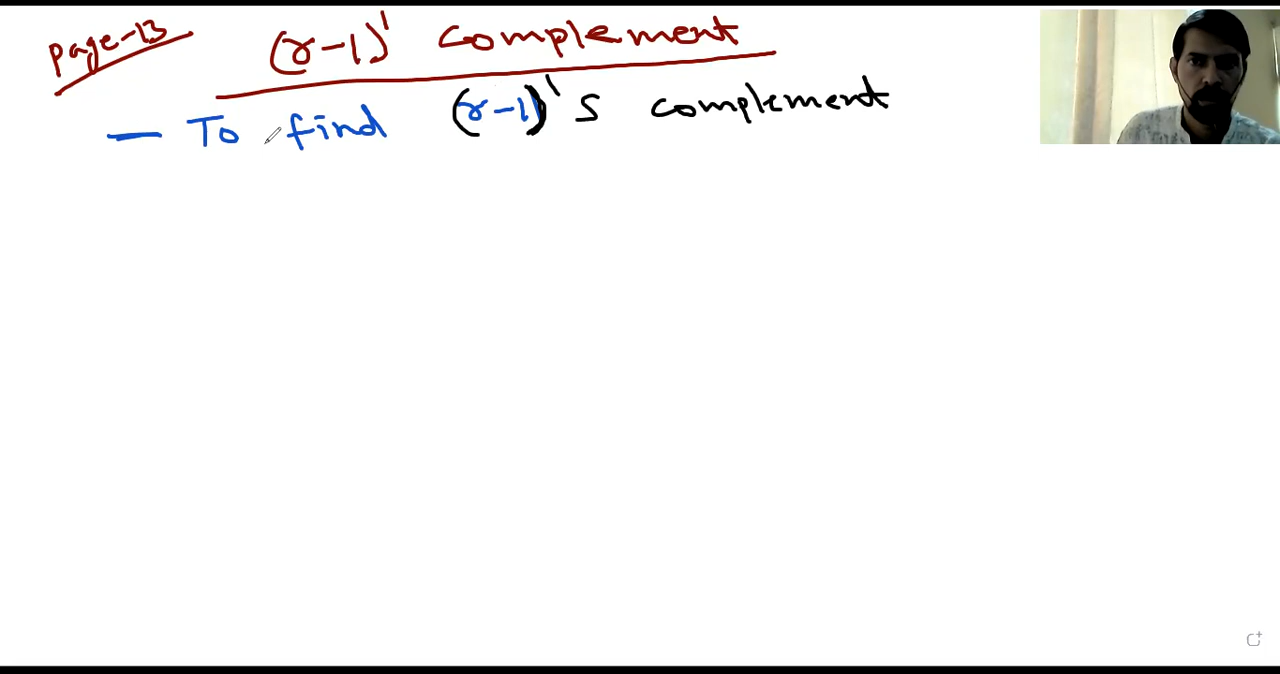 page-13
(r-1)' complement
— To find (r-1)'s complement